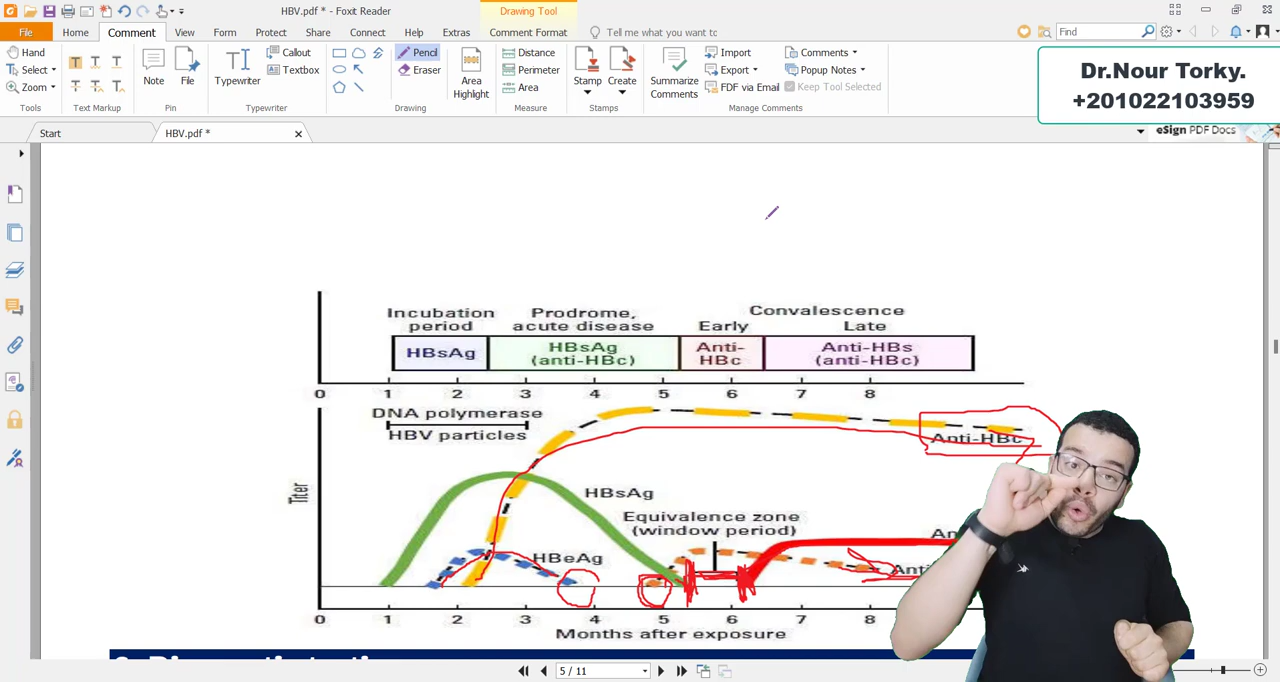 HBV.pdf * - Foxit Reader
Drawing Tool
File Home Comment View Form Protect Share Connect Help Extras Comment Format Tell me what you want to Find
Hand
Select
Zoom
Tools
Text Markup
Note
File
Pin
Typewriter
Callout
Textbox
Typewriter
Pencil
Eraser
Drawing
Area Highlight
Distance
Perimeter
Area
Measure
Stamp
Create
Stamps
Summarize Comments
Import
Export
FDF via Email
Comments
Popup Notes
Keep Tool Selected
Manage Comments
Dr.Nour Torky.
+201022103959
Start
HBV.pdf *
eSign PDF Docs
Incubation period
Prodrome, acute disease
Convalescence
Early
Late
HBsAg
HBsAg (anti-HBc)
Anti-HBc
Anti-HBs (anti-HBc)
0 1 2 3 4 5 6 7 8
DNA polymerase
HBV particles
Anti-HBc
Titer
HBsAg
Equivalence zone
(window period)
HBeAg
0 1 2 3 4 5 6 7 8
Months after exposure
5 / 11